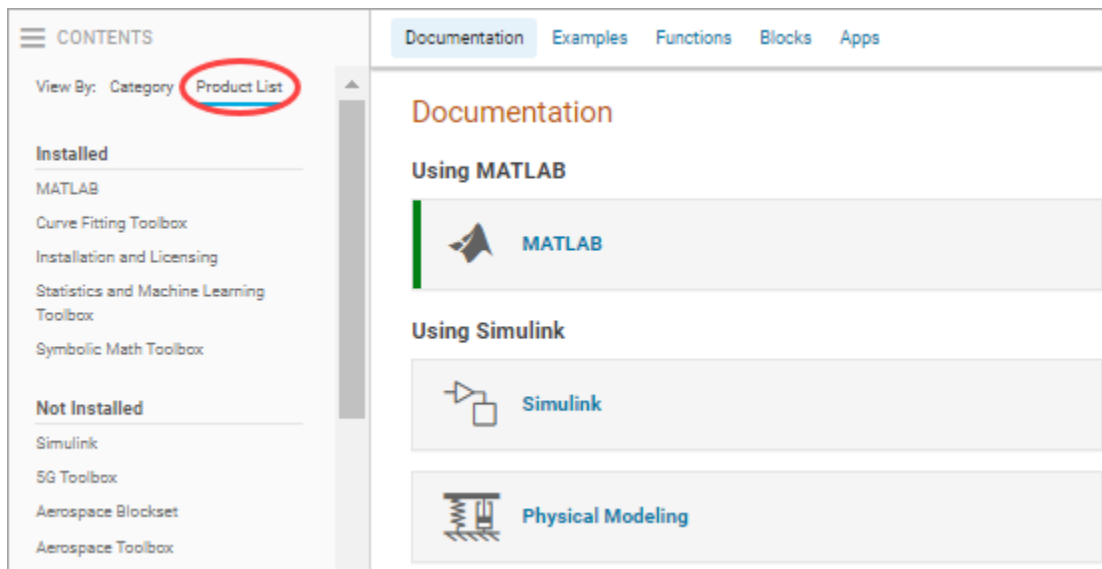 CONTENTS
View By: Category Product List
Installed
MATLAB
Curve Fitting Toolbox
Installation and Licensing
Statistics and Machine Learning
Toolbox
Symbolic Math Toolbox
Not Installed
Simulink
5G Toolbox
Aerospace Blockset
Aerospace Toolbox
Documentation Examples Functions Blocks Apps
Documentation
Using MATLAB
MATLAB
Using Simulink
Simulink
Physical Modeling